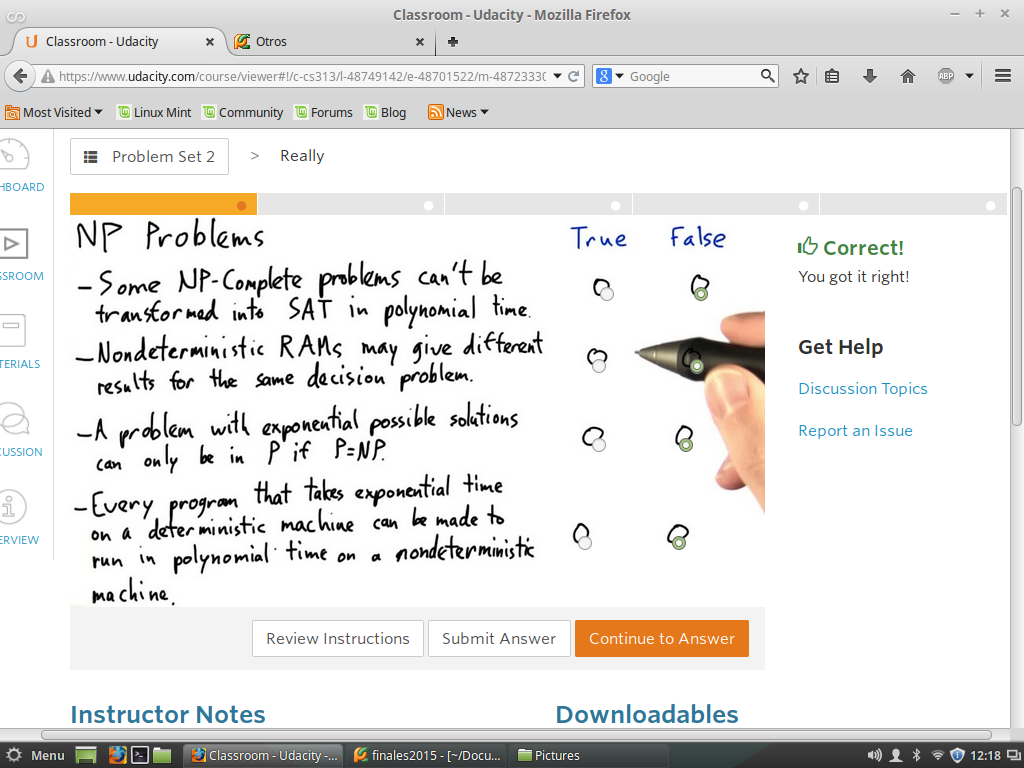 Classroom - Udacity - Mozilla Firefox
Classroom - Udacity
Otros
https://www.udacity.com/course/viewer#!/c-cs313/l-48749142/e-48701522/m-4872333
Google
ABP
Most Visited
Linux Mint
Community
Forums
Blog
News
Problem Set 2 > Really
HBOARD
SSROOM
TERIALS
CUSSION
ERVIEW
NP Problems
True False
- Some NP-Complete problems can't be
transformed into SAT in polynomial time.
- Nondeterministic RAMs may give different
results for the same decision problem.
- A problem with exponential possible solutions
can only be in P if P=NP.
- Every program that takes exponential time
on a deterministic machine can be made to
run in polynomial time on a nondeterministic
machine.
Correct!
You got it right!
Get Help
Discussion Topics
Report an Issue
Review Instructions
Submit Answer
Continue to Answer
Instructor Notes
Downloadables
Menu
Classroom - Udacity -...
finales2015 - [~/Docu...
Pictures
12:18